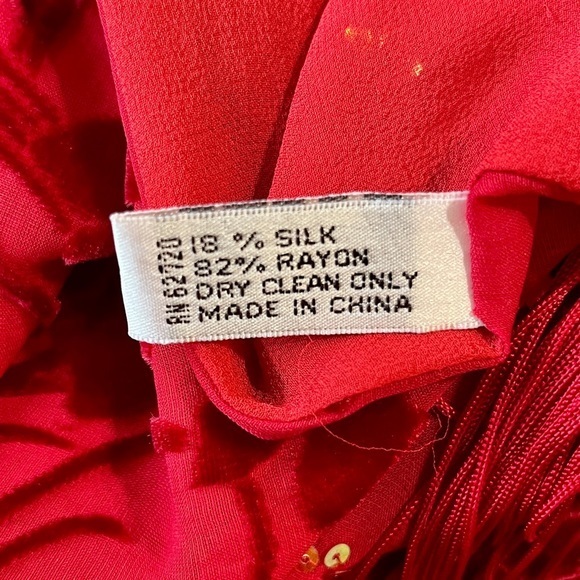 18 % SILK
82% RAYON
DRY CLEAN ONLY
MADE IN CHINA
RN 62720